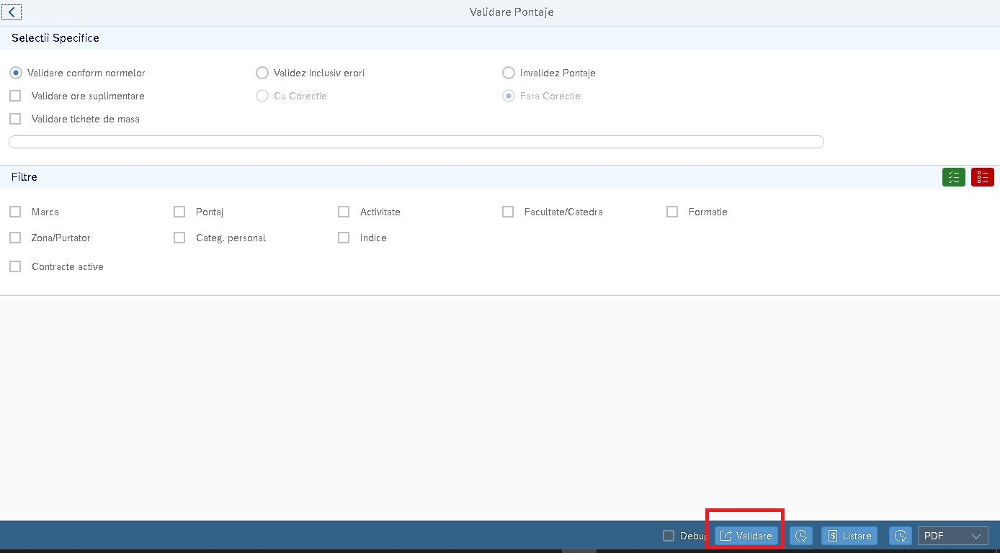 Validare Pontaje
Selectii Specifice
Validare conform normelor Validez inclusiv erori Invalidez Pontaje
Validare ore suplimentare Cu Corectie Fara Corectie
Validare tichete de masa
Filtre
Marca Pontaj Activitate Facultate/Catedra Formatie
Zona/Purtator Categ. personal Indice
Contracte active
Validare Listare PDF